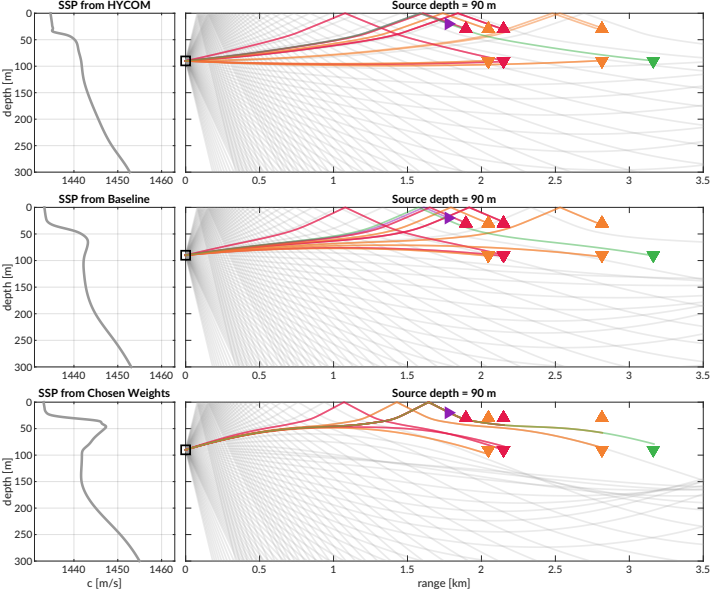 SSP from HYCOM
Source depth = 90 m
depth [m]
0
50
100
150
200
250
300
1440 1450 1460
0 0.5 1 1.5 2 2.5 3 3.5
SSP from Baseline
Source depth = 90 m
depth [m]
0
50
100
150
200
250
300
1440 1450 1460
0 0.5 1 1.5 2 2.5 3 3.5
SSP from Chosen Weights
Source depth = 90 m
depth [m]
0
50
100
150
200
250
300
1440 1450 1460
0 0.5 1 1.5 2 2.5 3 3.5
c [m/s]
range [km]